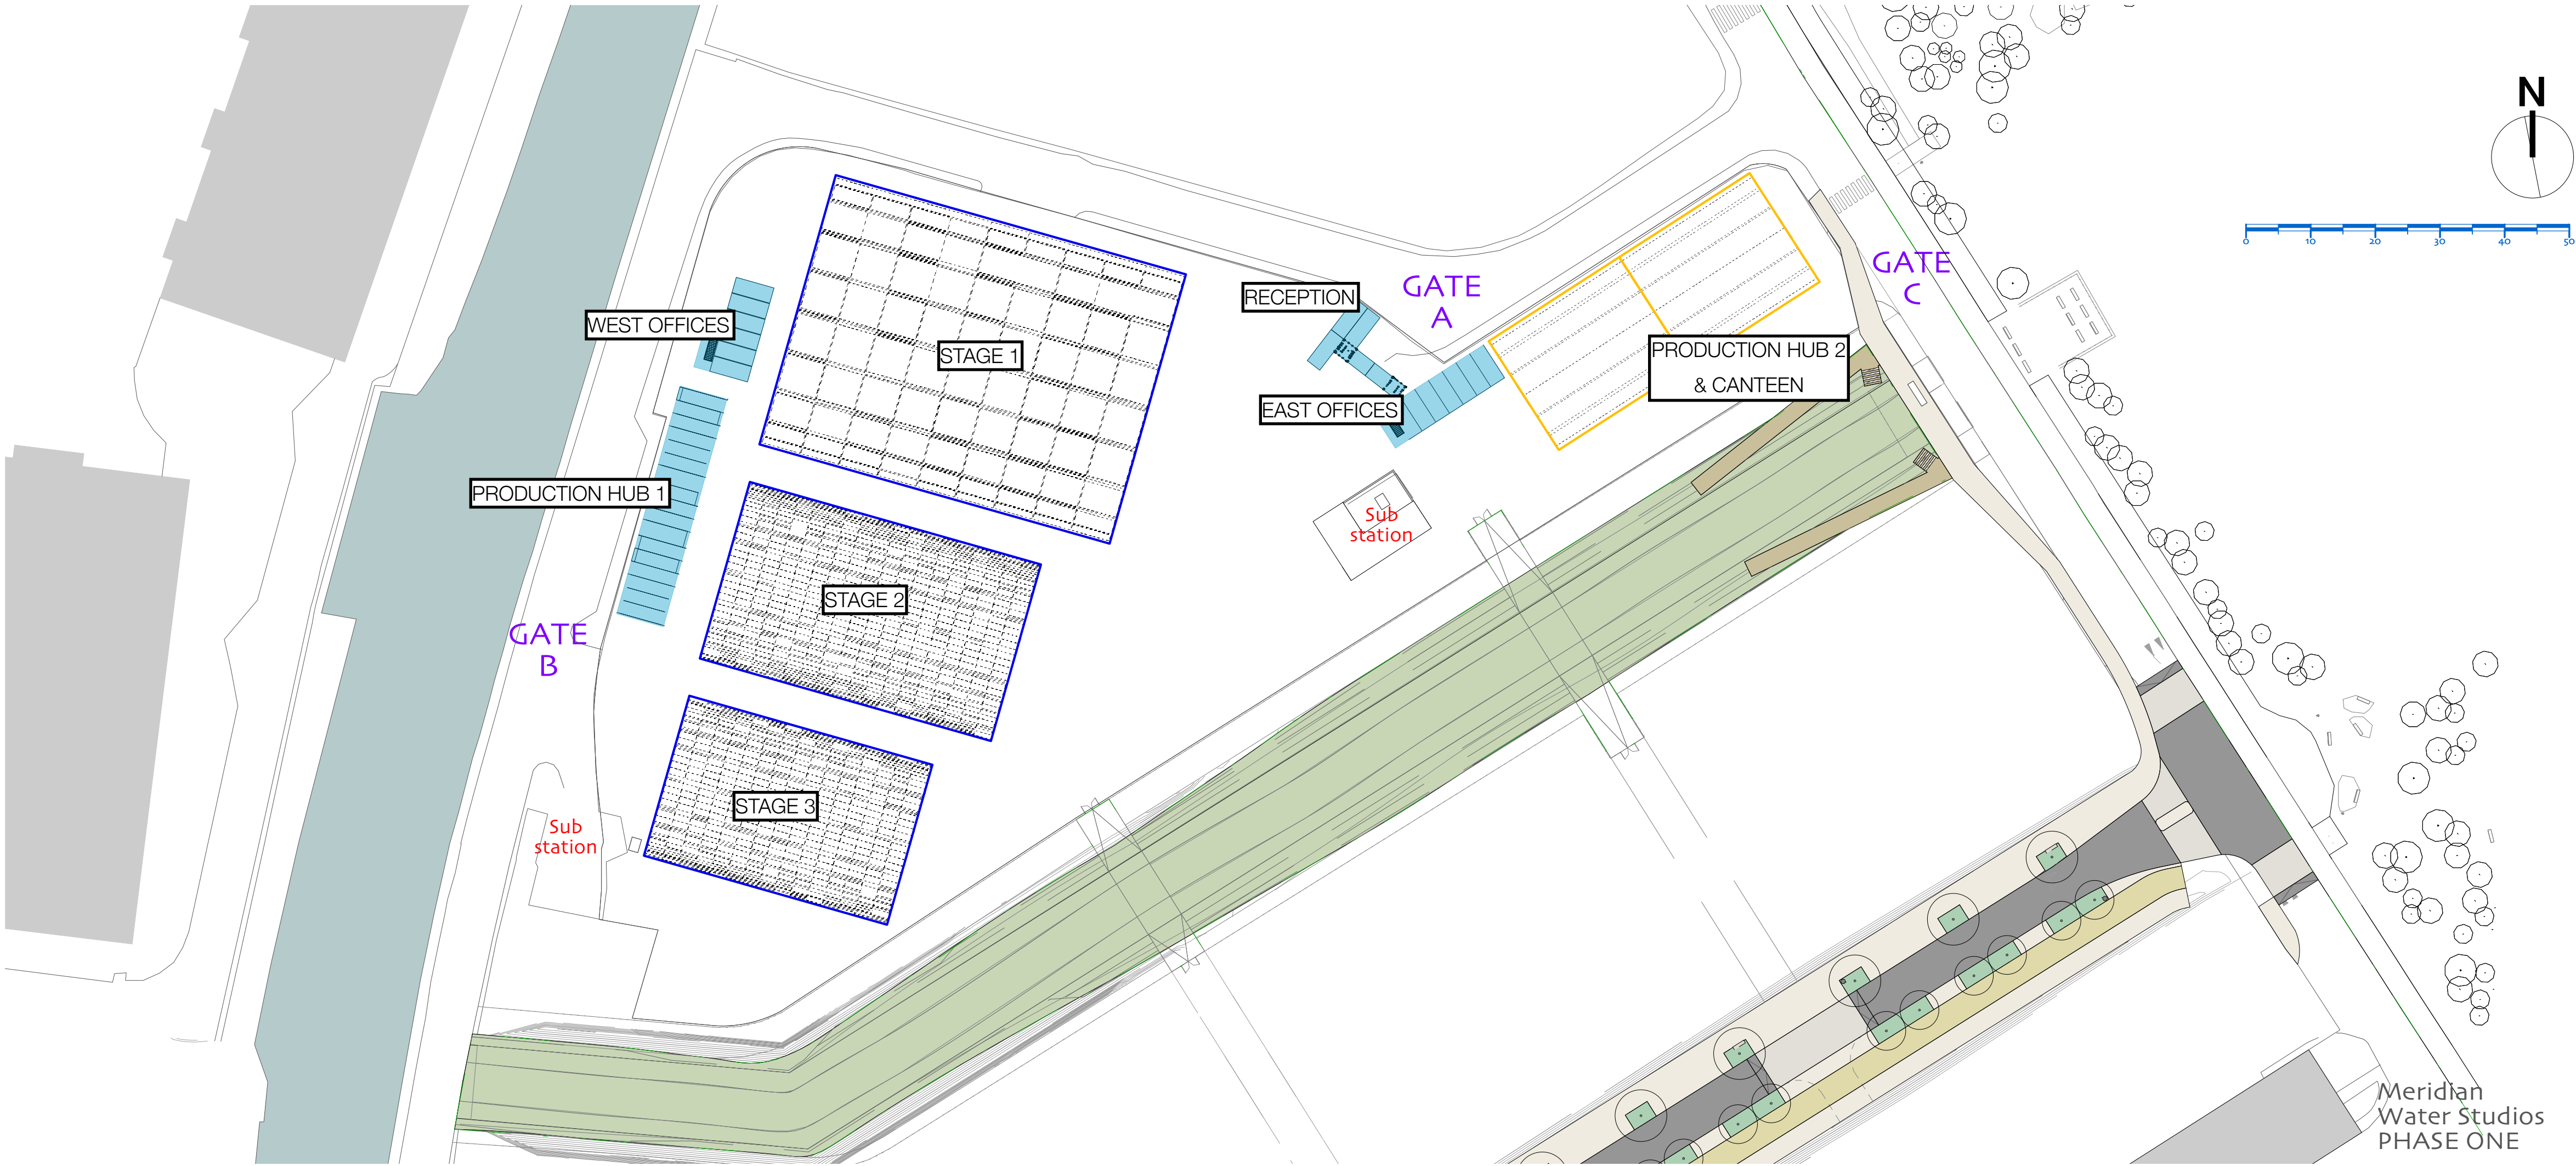 N
0 10 20 30 40 50
GATE
C
GATE
A
RECEPTION
WEST OFFICES
STAGE 1
PRODUCTION HUB 2
& CANTEEN
EAST OFFICES
PRODUCTION HUB 1
Sub
station
STAGE 2
GATE
B
STAGE 3
Sub
station
Meridian
Water Studios
PHASE ONE